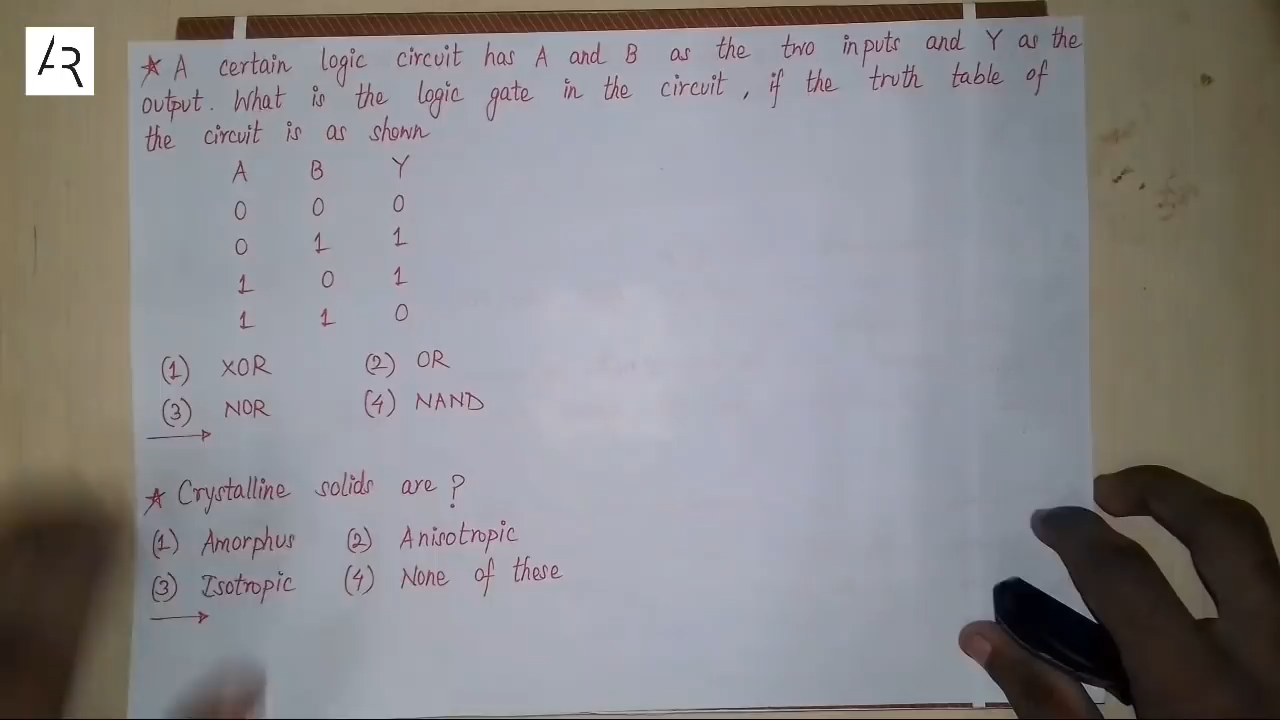 AR
* A certain logic circuit has A and B as the two inputs and Y as the
output. What is the logic gate in the circuit, if the truth table of
the circuit is as shown
A B Y
0 0 0
0 1 1
1 0 1
1 1 0
(1) XOR (2) OR
(3) NOR (4) NAND
* Crystalline solids are ?
(1) Amorphus (2) Anisotropic
(3) Isotropic (4) None of these